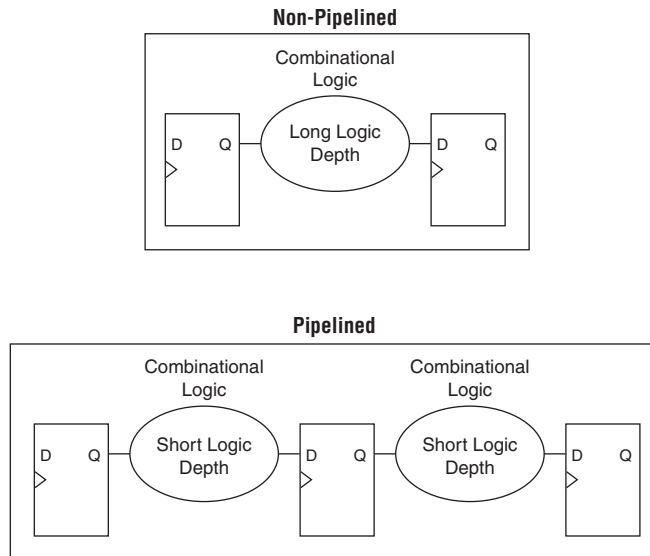 Non-Pipelined
Combinational
Logic
D Q Long Logic D Q
Depth
Pipelined
Combinational Combinational
Logic Logic
D Q Short Logic D Q Short Logic D Q
Depth Depth